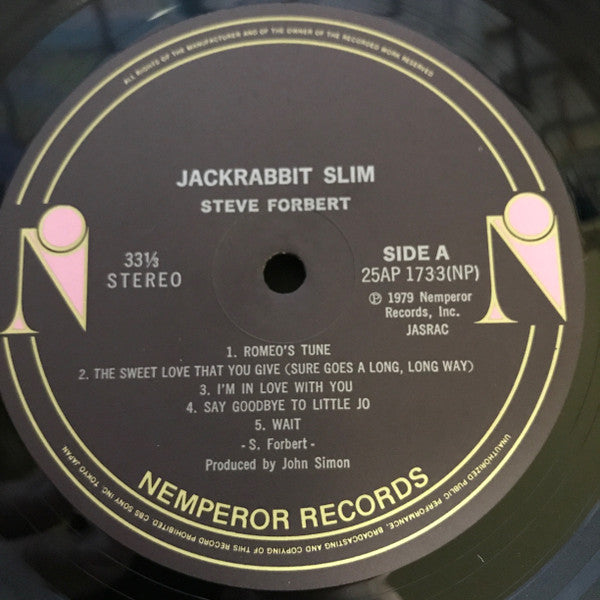 ALL RIGHTS OF THE MANUFACTURER AND OF THE OWNER OF THE RECORDED WORK RESERVED
JACKRABBIT SLIM
STEVE FORBERT
33⅓
STEREO
SIDE A
25AP 1733(NP)
Ⓟ 1979 Nemperor
Records, Inc.
JASRAC
1. ROMEO'S TUNE
2. THE SWEET LOVE THAT YOU GIVE (SURE GOES A LONG, LONG WAY)
3. I'M IN LOVE WITH YOU
4. SAY GOODBYE TO LITTLE JO
5. WAIT
- S. Forbert -
Produced by John Simon
NEMPEROR RECORDS
UNAUTHORIZED PUBLIC PERFORMANCE, BROADCASTING AND COPYING OF THIS RECORD PROHIBITED CBS SONY INC. TOKYO JAPAN